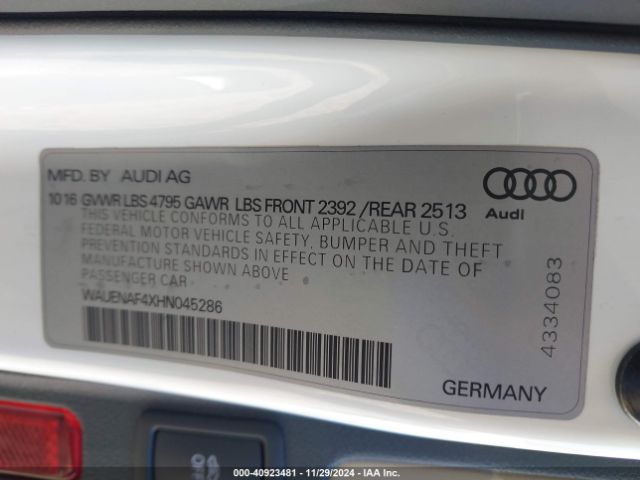 MFD. BY AUDI AG
10 16 GVWR LBS 4795 GAWR LBS FRONT 2392 /REAR 2513
THIS VEHICLE CONFORMS TO ALL APPLICABLE U.S.
FEDERAL MOTOR VEHICLE SAFETY, BUMPER AND THEFT
PREVENTION STANDARDS IN EFFECT ON THE DATE OF
MANUFACTURE SHOWN ABOVE
PASSENGER CAR
WAUENAF4XHN045286
Audi
4334083
GERMANY
OFF
000-40923481 - 11/29/2024 - IAA Inc.